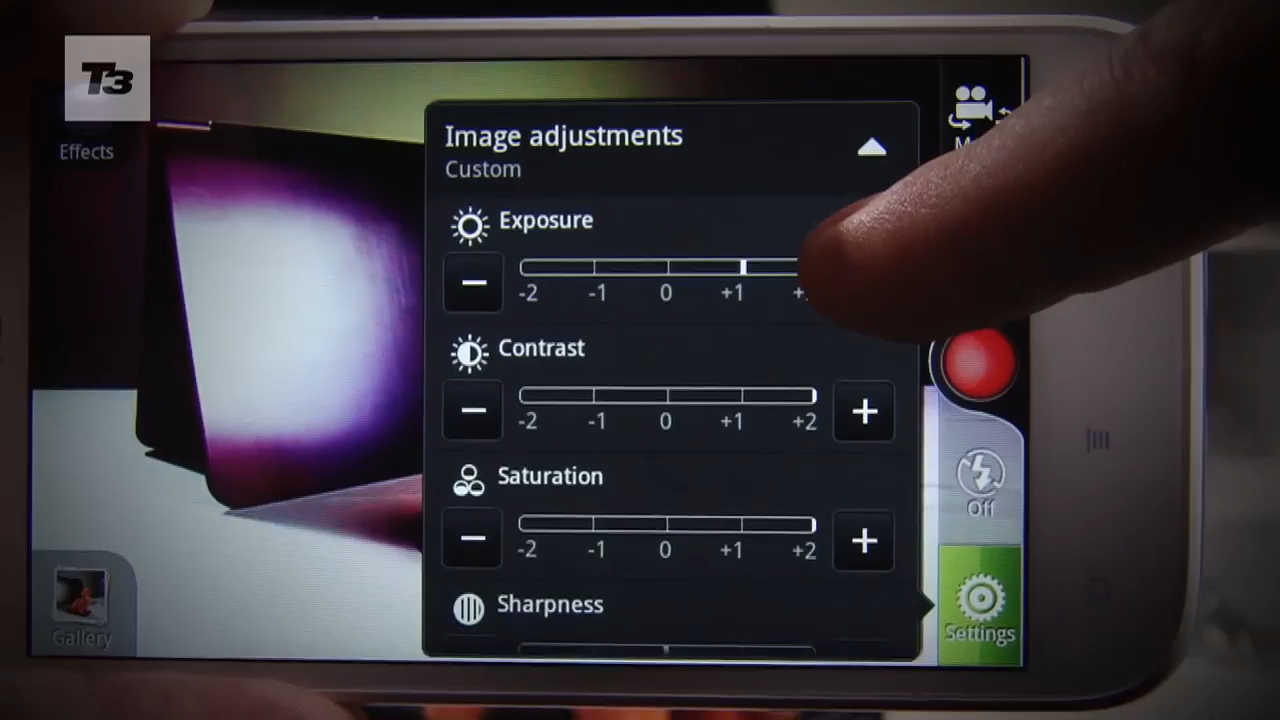 T3
Effects
Image adjustments
Custom
Exposure
-2 -1 0 +1
Contrast
-2 -1 0 +1 +2
Saturation
-2 -1 0 +1 +2
Sharpness
Off
Gallery
Settings